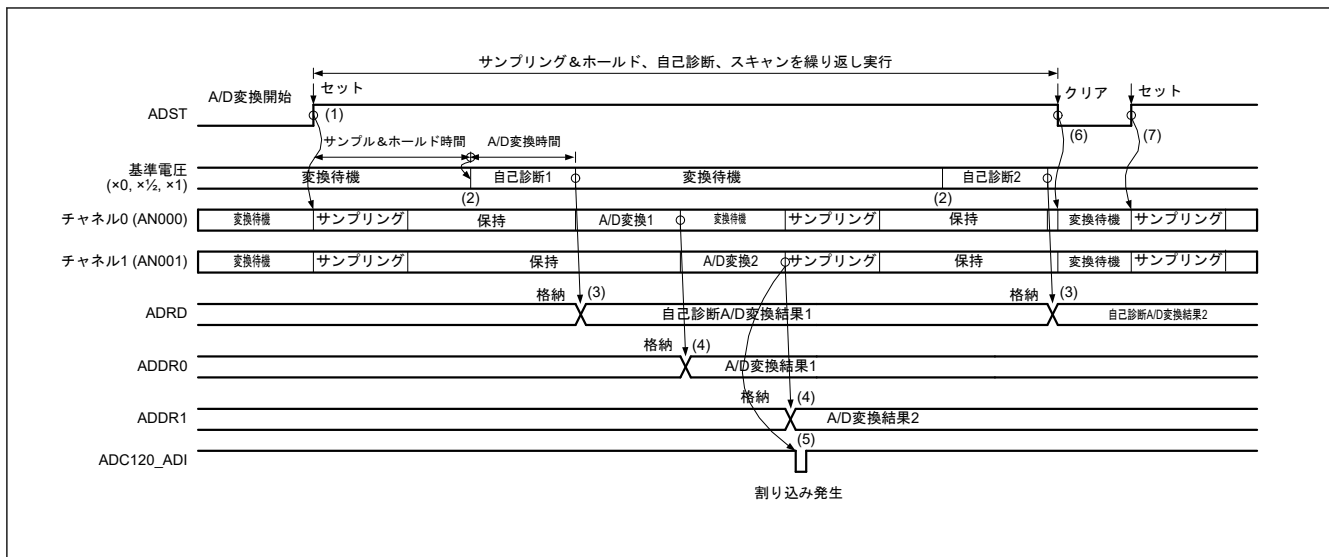 サンプリング＆ホールド、自己診断、スキャンを繰り返し実行
A/D変換開始 セット クリア セット
ADST (1) (6) (7)
サンプル＆ホールド時間 A/D変換時間
基準電圧
(×0, ×½, ×1)
変換待機 自己診断1 変換待機 自己診断2
(2) (2)
チャネル0 (AN000) 変換待機 サンプリング 保持 A/D変換1 変換待機 サンプリング 保持 変換待機 サンプリング
チャネル1 (AN001) 変換待機 サンプリング 保持 A/D変換2 サンプリング 保持 変換待機 サンプリング
格納 (3) 格納 (3)
ADRD 自己診断A/D変換結果1 自己診断A/D変換結果2
格納 (4)
ADDR0 A/D変換結果1
格納 (4)
ADDR1 A/D変換結果2
(5)
ADC120_ADI
割り込み発生